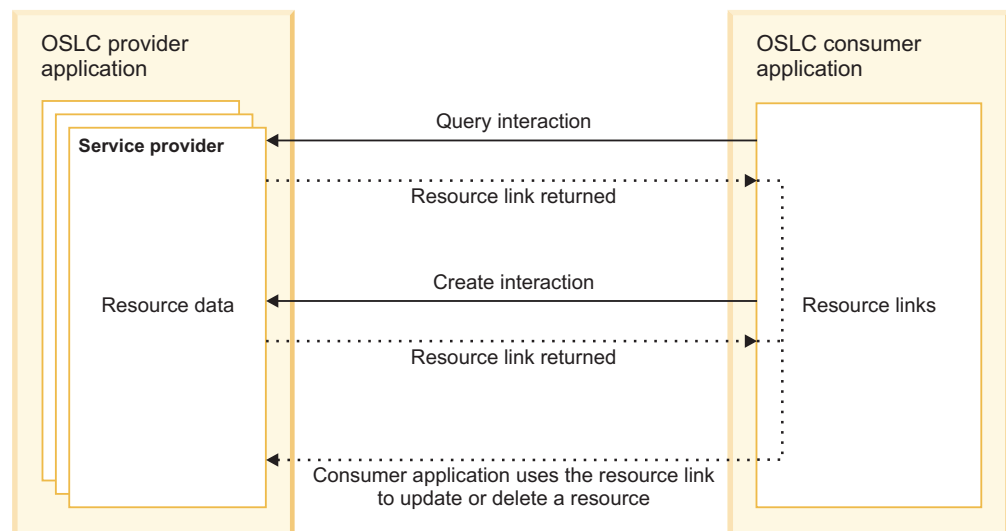 OSLC provider
application
Service provider
Resource data
Query interaction
Resource link returned
Create interaction
Resource link returned
Consumer application uses the resource link
to update or delete a resource
OSLC consumer
application
Resource links